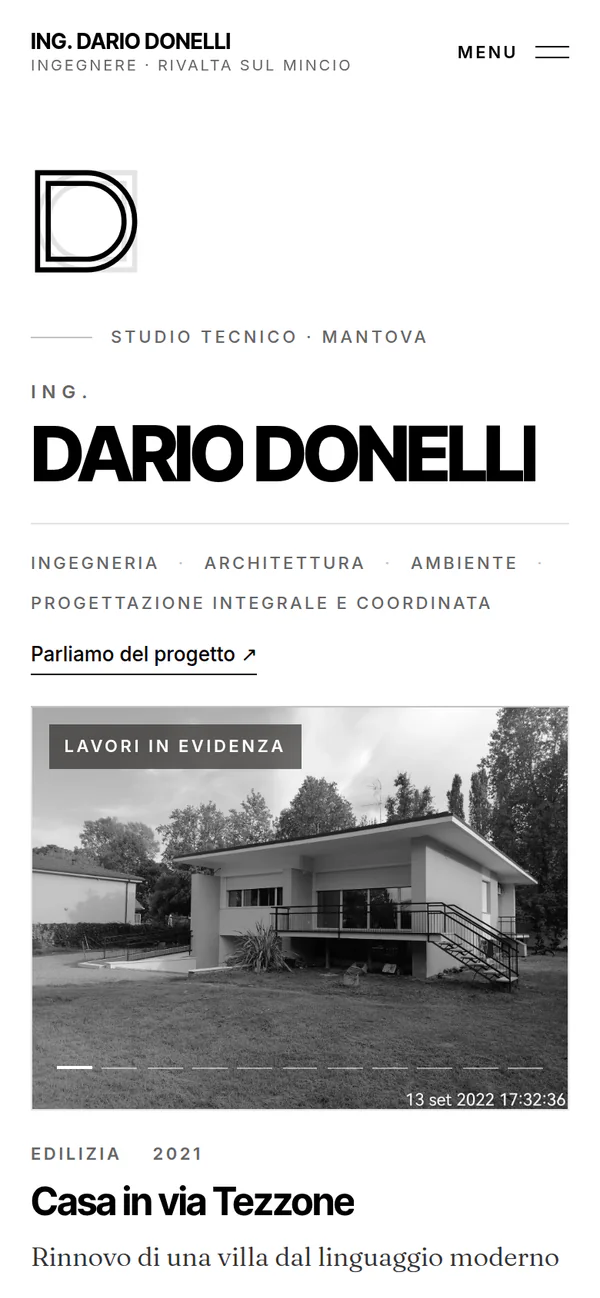 ING. DARIO DONELLI
INGEGNERE · RIVALTA SUL MINCIO
MENU
D
STUDIO TECNICO · MANTOVA
ING.
DARIO DONELLI
INGEGNERIA · ARCHITETTURA · AMBIENTE ·
PROGETTAZIONE INTEGRALE E COORDINATA
Parliamo del progetto ↗
LAVORI IN EVIDENZA
13 set 2022 17:32:36
EDILIZIA 2021
Casa in via Tezzone
Rinnovo di una villa dal linguaggio moderno